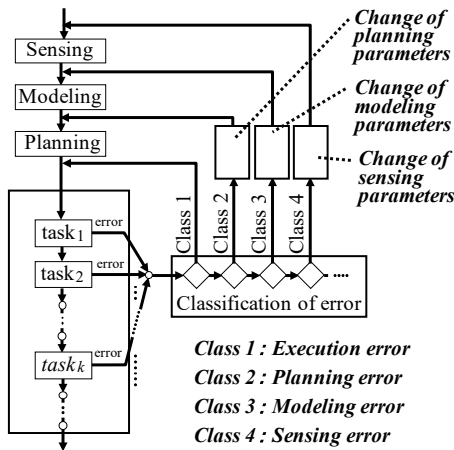 Sensing
Modeling
Planning
Change of
planning
parameters
Change of
modeling
parameters
Change of
sensing
parameters
Class 1
Class 2
Class 3
Class 4
task1
error
task2
error
taskk
error
Classification of error
Class 1 : Execution error
Class 2 : Planning error
Class 3 : Modeling error
Class 4 : Sensing error